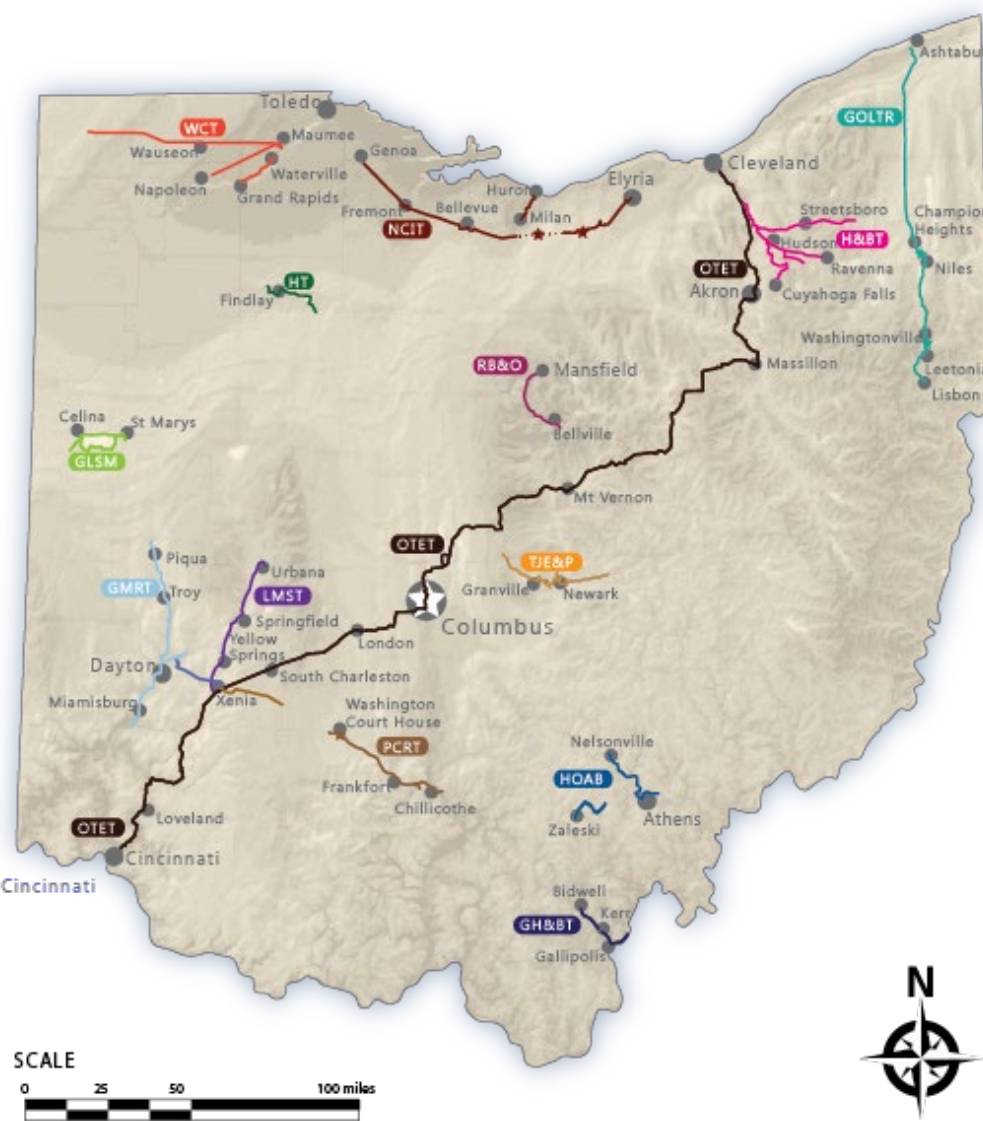 Toledo
Ashtabu
WCT
Maumee
GOLTR
Wauseon
Genoa
Cleveland
Waterville
Napoleon
Grand Rapids
Huron
Elyria
Fremont
Bellevue
Milan
NCIT
Streetsboro
Champion
Heights
Hudson
H&BT
Ravenna
Niles
OTET
HT
Akron
Cuyahoga Falls
Findlay
Washingtonville
RB&O
Mansfield
Massillon
Leetonia
Lisbon
Celina
St Marys
Bellville
GLSM
Mt Vernon
OTET
Piqua
TJE&P
Urbana
GMRT
Troy
LMST
Granville
Newark
Springfield
Columbus
Yellow
Springs
London
Dayton
South Charleston
Miamisburg
Xenia
Washington
Court House
PCRT
Nelsonville
Frankfort
HOAB
Chillicothe
Loveland
Athens
OTET
Zaleski
Cincinnati
Cincinnati
Bidwell
Kerr
GH&BT
Gallipolis
N
SCALE
0 25 50 100 miles